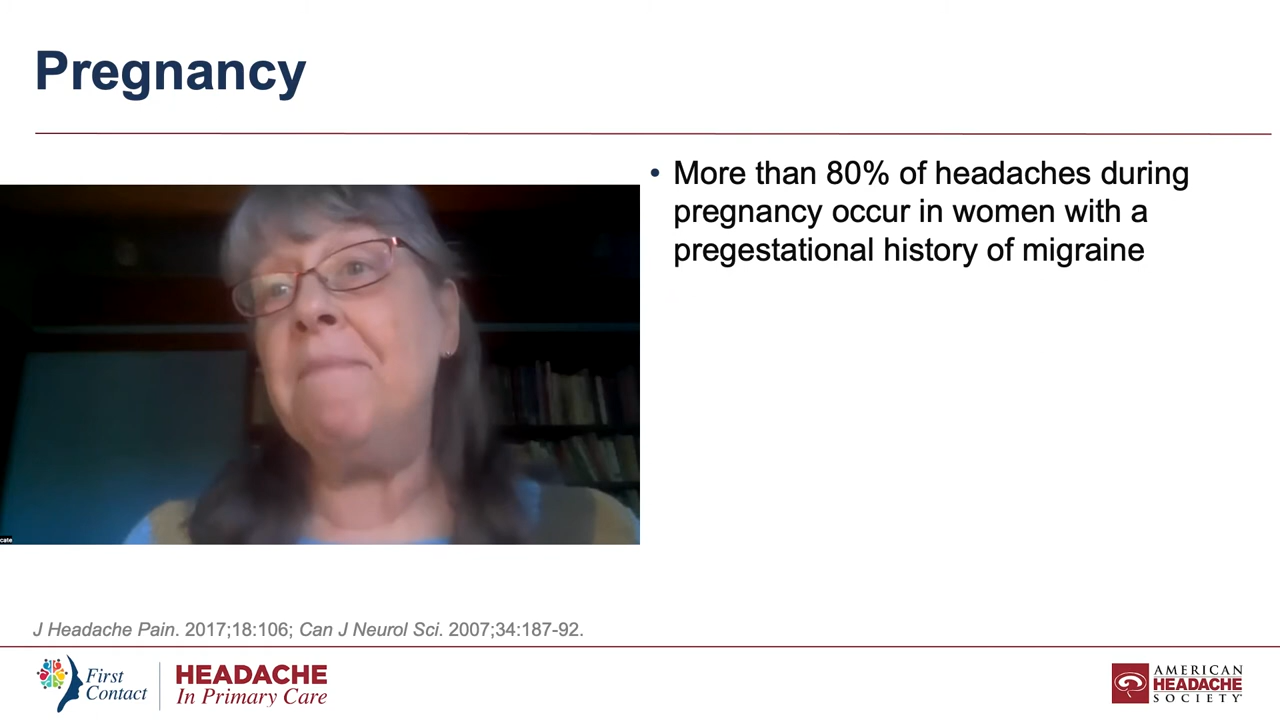 Pregnancy
• More than 80% of headaches during
pregnancy occur in women with a
pregestational history of migraine
cate
J Headache Pain. 2017;18:106; Can J Neurol Sci. 2007;34:187-92.
First
Contact
HEADACHE
In Primary Care
AMERICAN
HEADACHE
SOCIETY